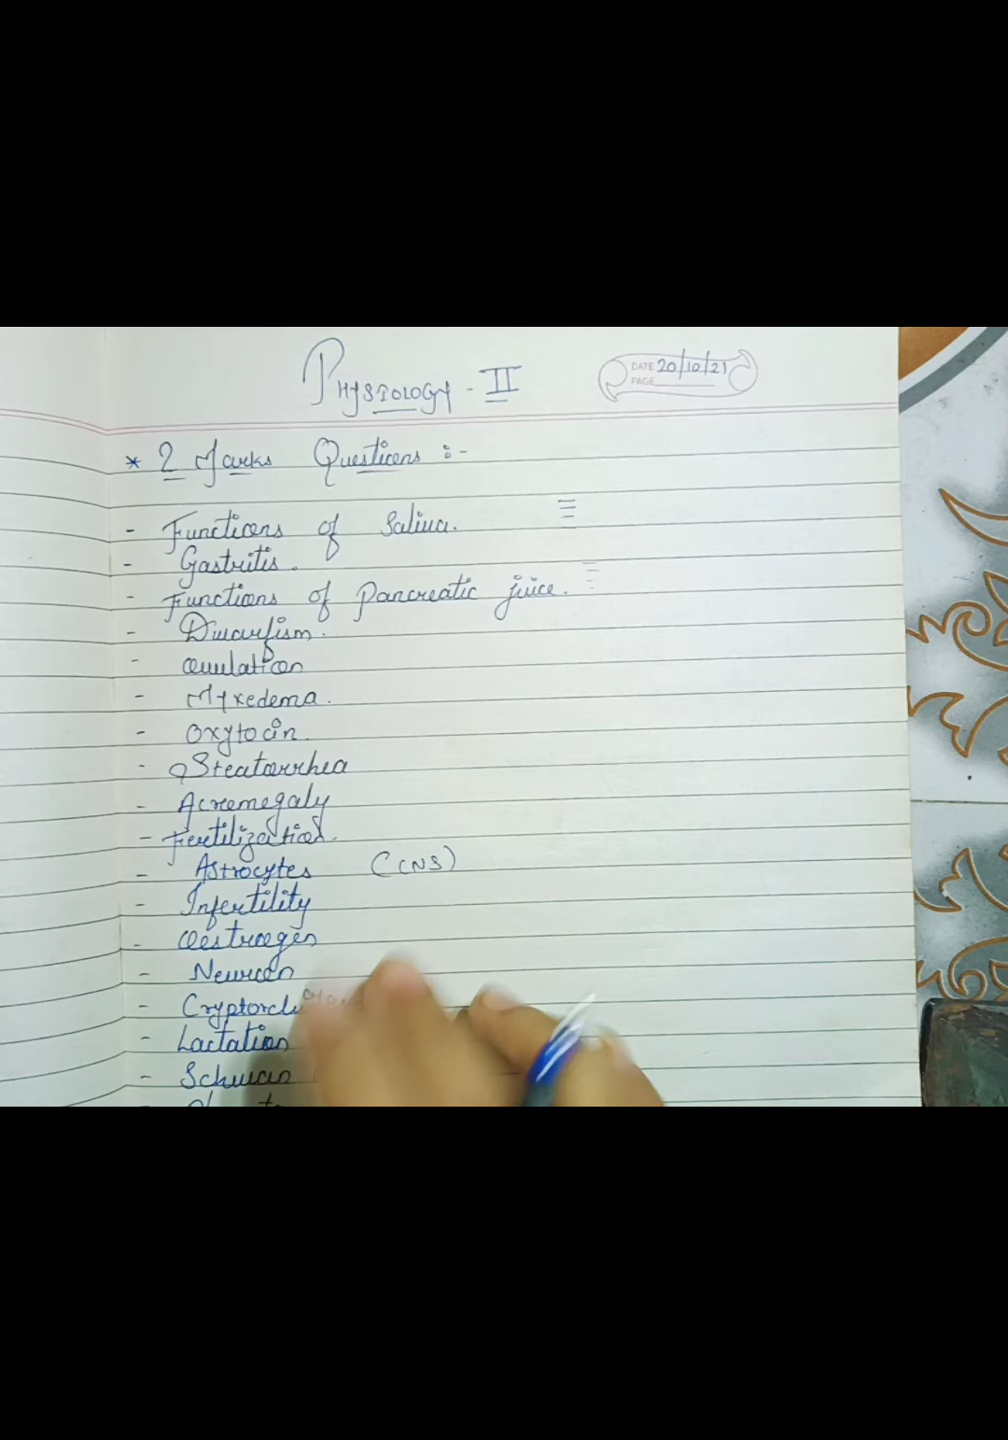 Physiology - II
DATE 20/10/21
PAGE
* 2 Marks Questions :-
- Functions of Saliva.
- Gastritis.
- Functions of Pancreatic juice.
- Dwarfism.
- Ovulation
- Myxedema.
- Oxytocin.
- Steatorrhea
- Acromegaly
- Fertilization.
- Astrocytes (CNS)
- Infertility
- Oestrogen
- Neuron
- Cryptorchi
- Lactation
- Schwan